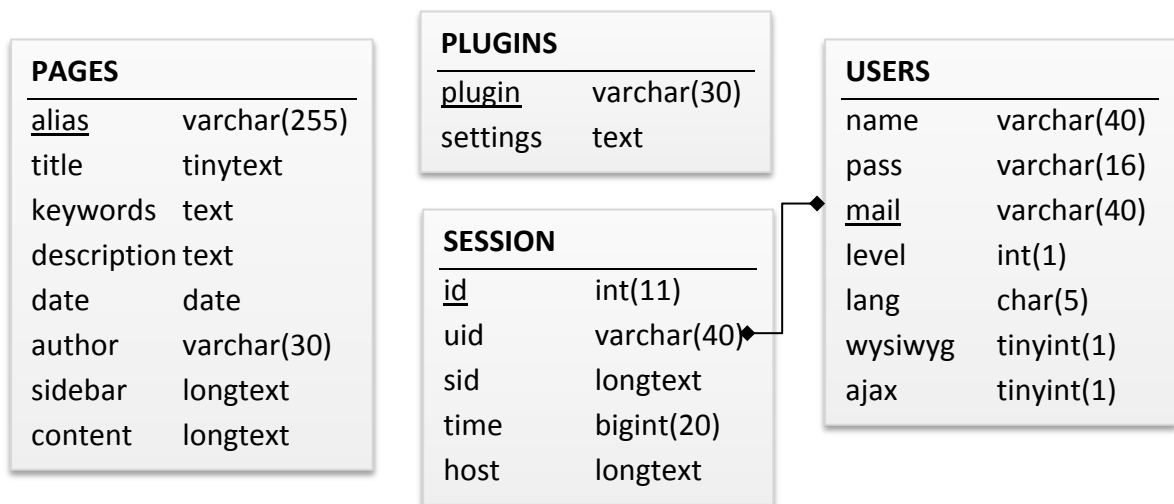 PAGES
alias varchar(255)
title tinytext
keywords text
description text
date date
author varchar(30)
sidebar longtext
content longtext
PLUGINS
plugin varchar(30)
settings text
SESSION
id int(11)
uid varchar(40)
sid longtext
time bigint(20)
host longtext
USERS
name varchar(40)
pass varchar(16)
mail varchar(40)
level int(1)
lang char(5)
wysiwyg tinyint(1)
ajax tinyint(1)